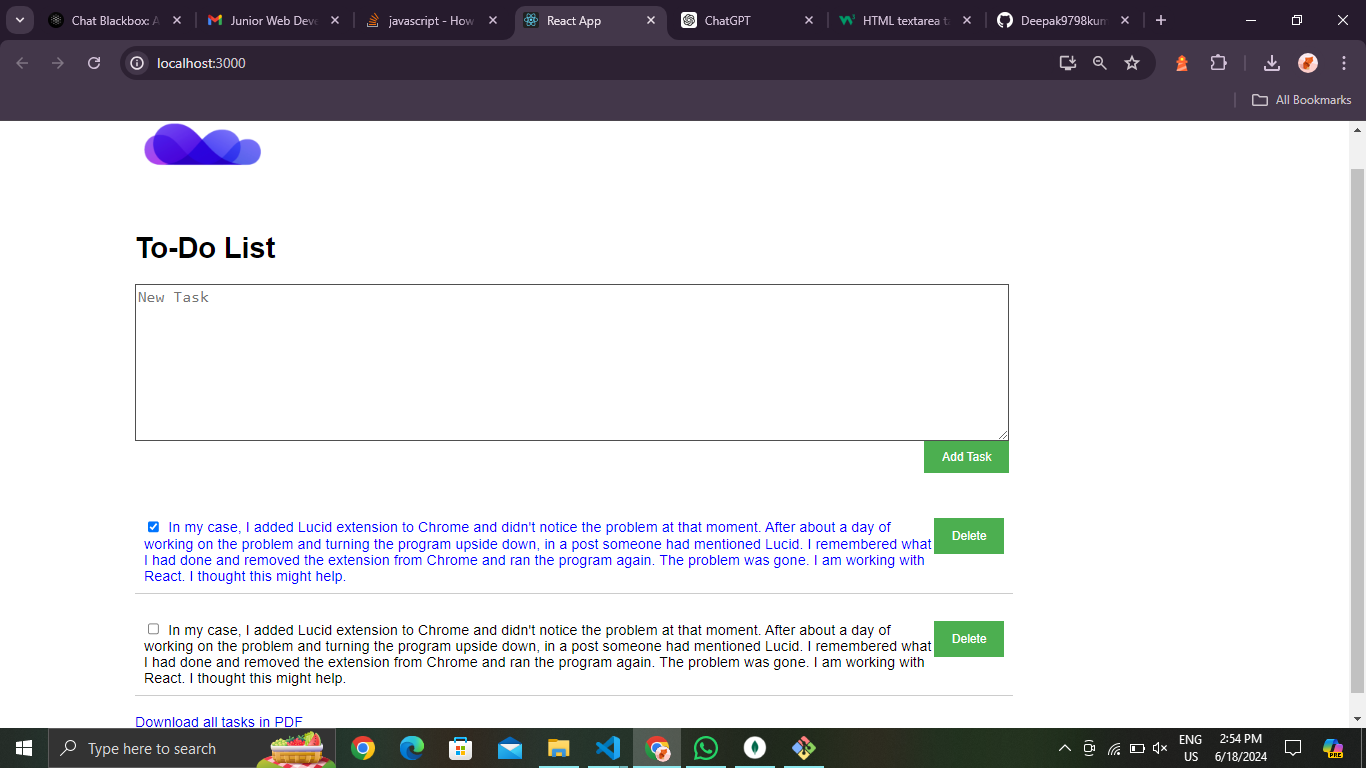 Chat Blackbox: A
Junior Web Deve
javascript - How
React App
ChatGPT
HTML textarea ta
Deepak9798kum
localhost:3000
All Bookmarks
To-Do List
New Task
Add Task
In my case, I added Lucid extension to Chrome and didn't notice the problem at that moment. After about a day of
working on the problem and turning the program upside down, in a post someone had mentioned Lucid. I remembered what
I had done and removed the extension from Chrome and ran the program again. The problem was gone. I am working with
React. I thought this might help.
Delete
In my case, I added Lucid extension to Chrome and didn't notice the problem at that moment. After about a day of
working on the problem and turning the program upside down, in a post someone had mentioned Lucid. I remembered what
I had done and removed the extension from Chrome and ran the program again. The problem was gone. I am working with
React. I thought this might help.
Delete
Download all tasks in PDF
Type here to search
ENG
US
2:54 PM
6/18/2024
PRE